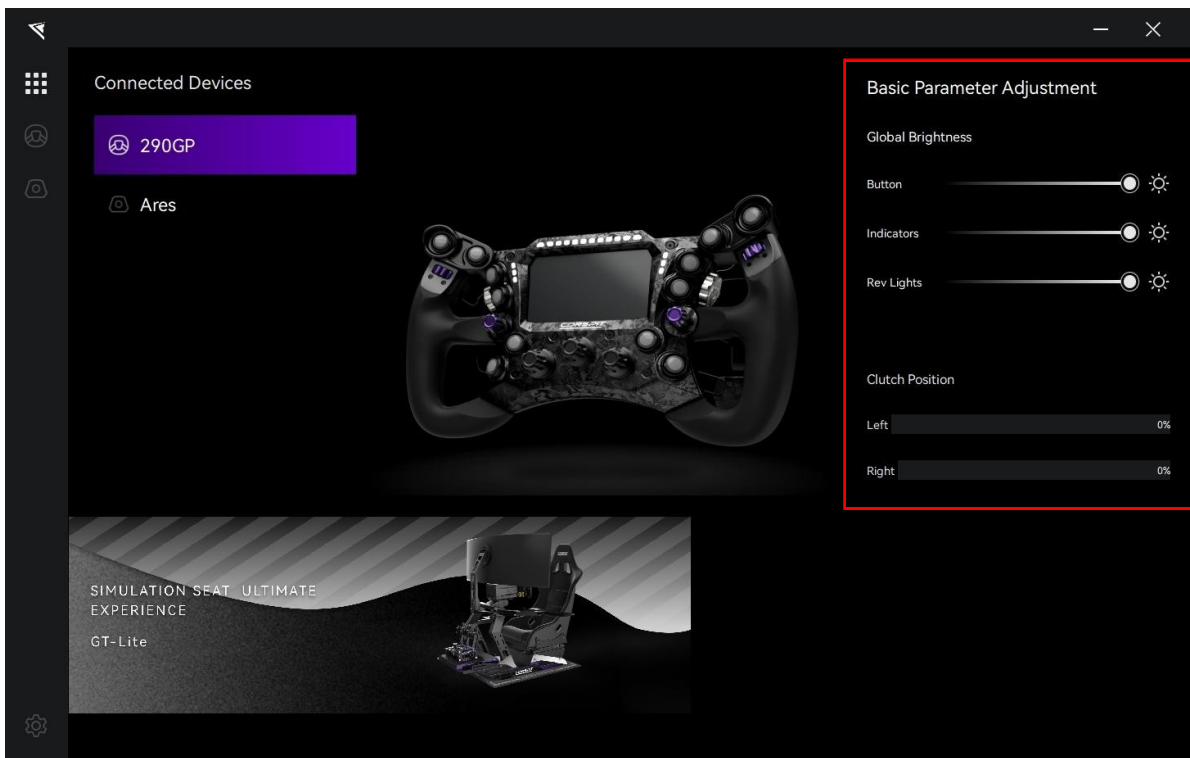 Connected Devices
290GP
Ares
Basic Parameter Adjustment
Global Brightness
Button
Indicators
Rev Lights
Clutch Position
Left 0%
Right 0%
SIMULATION SEAT ULTIMATE
EXPERIENCE
GT-Lite